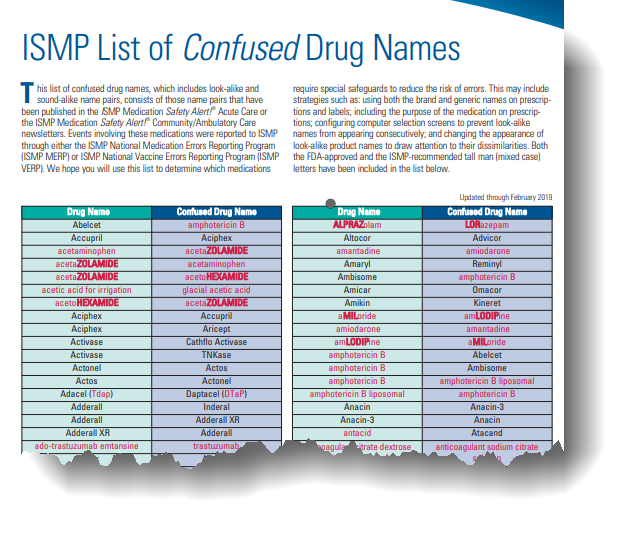 ISMP List of Confused Drug Names
This list of confused drug names, which includes look-alike and
sound-alike name pairs, consists of those name pairs that have
been published in the ISMP Medication Safety Alert!® Acute Care or
the ISMP Medication Safety Alert!® Community/Ambulatory Care
newsletters. Events involving these medications were reported to ISMP
through either the ISMP National Medication Errors Reporting Program
(ISMP MERP) or ISMP National Vaccine Errors Reporting Program (ISMP
VERP). We hope you will use this list to determine which medications
require special safeguards to reduce the risk of errors. This may include
strategies such as: using both the brand and generic names on prescrip-
tions and labels; including the purpose of the medication on prescrip-
tions; configuring computer selection screens to prevent look-alike
names from appearing consecutively; and changing the appearance of
look-alike product names to draw attention to their dissimilarities. Both
the FDA-approved and the ISMP-recommended tall man (mixed case)
letters have been included in the list below.
Updated through February 2019
Drug Name Confused Drug Name
Abelcet amphotericin B
Accupril Aciphex
acetaminophen acetaZOLAMIDE
acetaZOLAMIDE acetaminophen
acetaZOLAMIDE acetoHEXAMIDE
acetic acid for irrigation glacial acetic acid
acetoHEXAMIDE acetaZOLAMIDE
Aciphex Accupril
Aciphex Aricept
Activase Cathflo Activase
Activase TNKase
Actonel Actos
Actos Actonel
Adacel (Tdap) Daptacel (DTaP)
Adderall Inderal
Adderall Adderall XR
Adderall XR Adderall
ado-trastuzumab emtansine trastuzumab
Drug Name Confused Drug Name
ALPRAZolam LORazepam
Altocor Advicor
amantadine amiodarone
Amaryl Reminyl
Ambisome amphotericin B
Amicar Omacor
Amikin Kineret
aMILoride amLODIPine
amiodarone amantadine
amLODIPine aMILoride
amphotericin B Abelcet
amphotericin B Ambisome
amphotericin B amphotericin B liposomal
amphotericin B liposomal amphotericin B
Anacin Anacin-3
Anacin-3 Anacin
antacid Atacand
dextrose anticoagulant sodium citrate